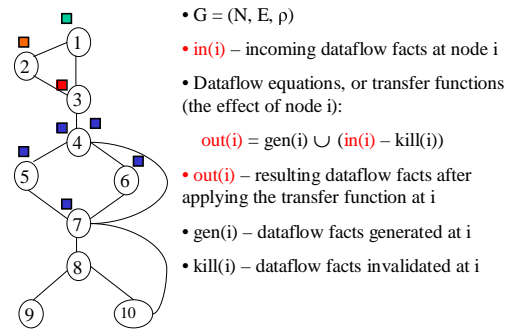 1
2
3
4
5
6
7
8
9
10
• G = (N, E, ρ)
• in(i) – incoming dataflow facts at node i
• Dataflow equations, or transfer functions
(the effect of node i):
out(i) = gen(i) ∪ (in(i) – kill(i))
• out(i) – resulting dataflow facts after
applying the transfer function at i
• gen(i) – dataflow facts generated at i
• kill(i) – dataflow facts invalidated at i